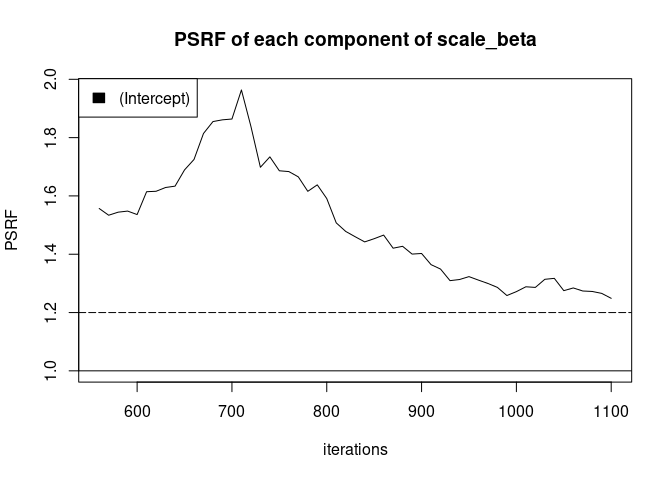 PSRF of each component of scale_beta
(Intercept)
PSRF
2.0
1.8
1.6
1.4
1.2
1.0
600 700 800 900 1000 1100
iterations